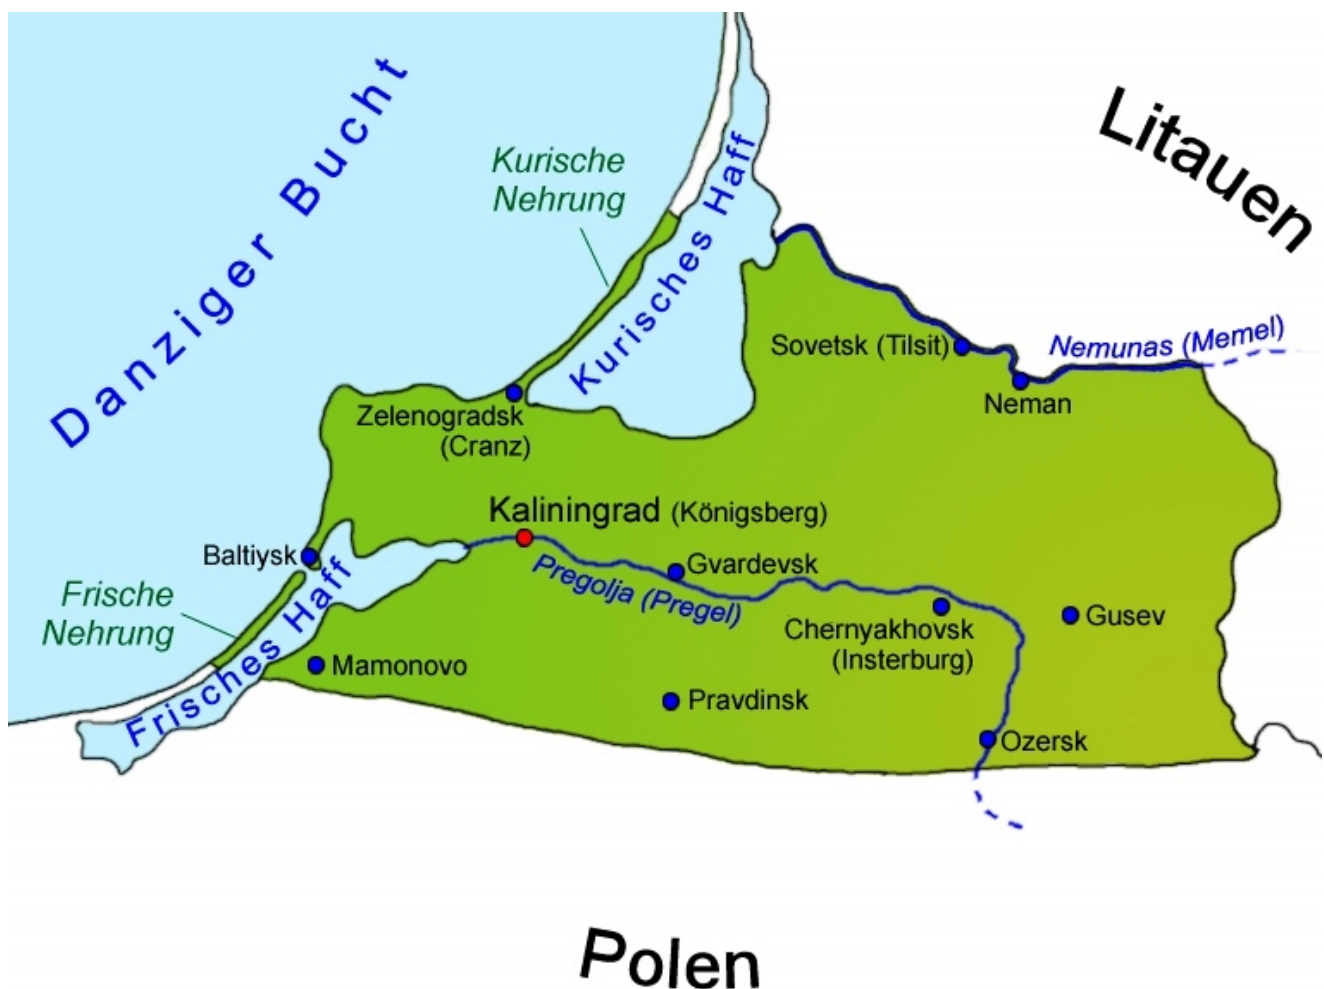 Danziger Bucht
Litauen
Kurische
Nehrung
Kurisches Haff
Sovetsk (Tilsit)
Nemunas (Memel)
Neman
Zelenogradsk
(Cranz)
Kaliningrad (Königsberg)
Baltiysk
Gvardevsk
Pregolja (Pregel)
Frische
Nehrung
Frisches Haff
Chernyakhovsk
(Insterburg)
Gusev
Mamonovo
Pravdinsk
Ozersk
Polen